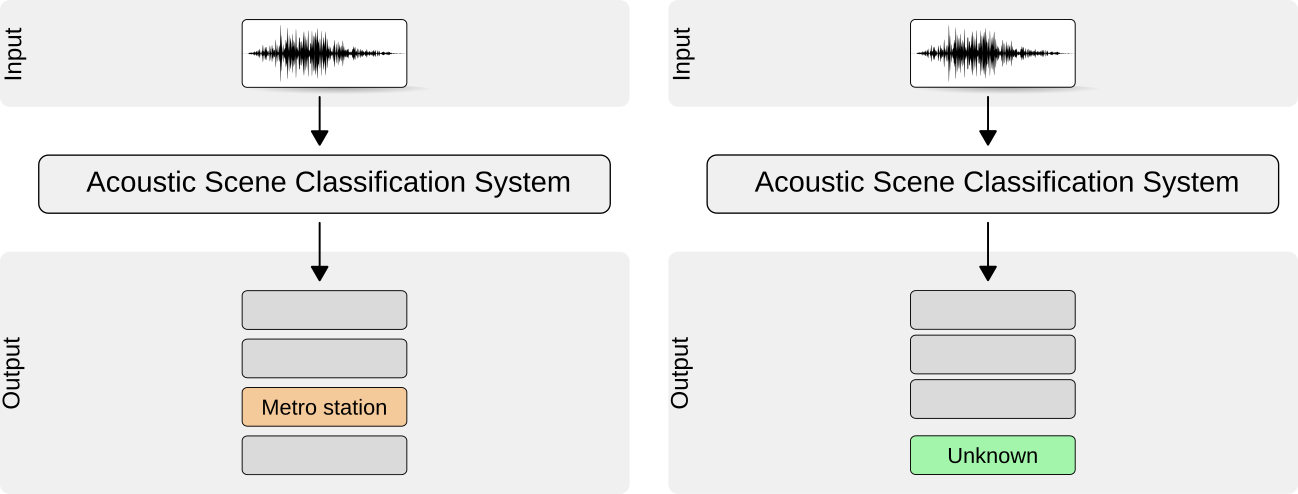 Input
Acoustic Scene Classification System
Output
Metro station
Input
Acoustic Scene Classification System
Output
Unknown